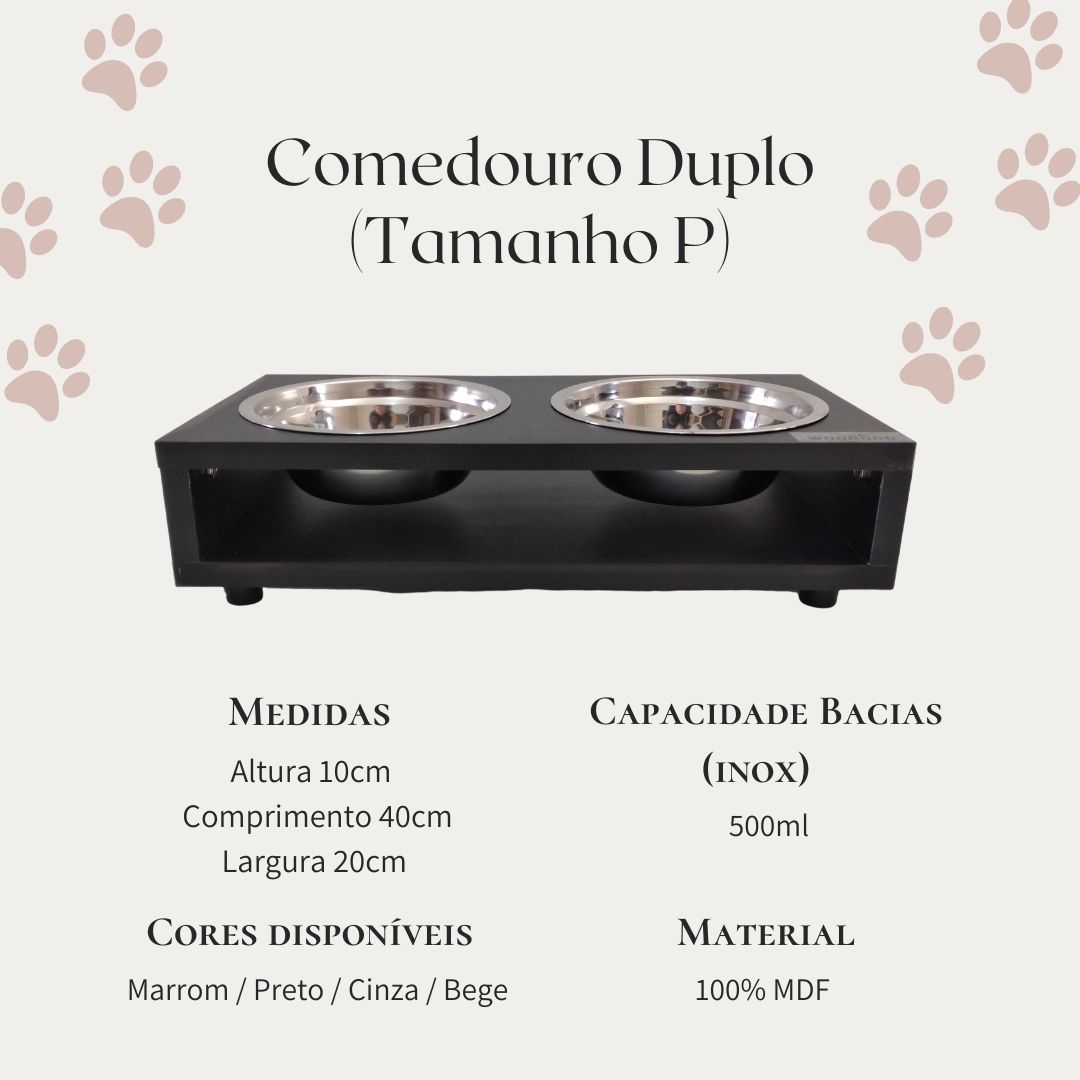 Comedouro Duplo
(Tamanho P)
Medidas
Altura 10cm
Comprimento 40cm
Largura 20cm
Capacidade Bacias
(inox)
500ml
Cores disponíveis
Marrom / Preto / Cinza / Bege
Material
100% MDF